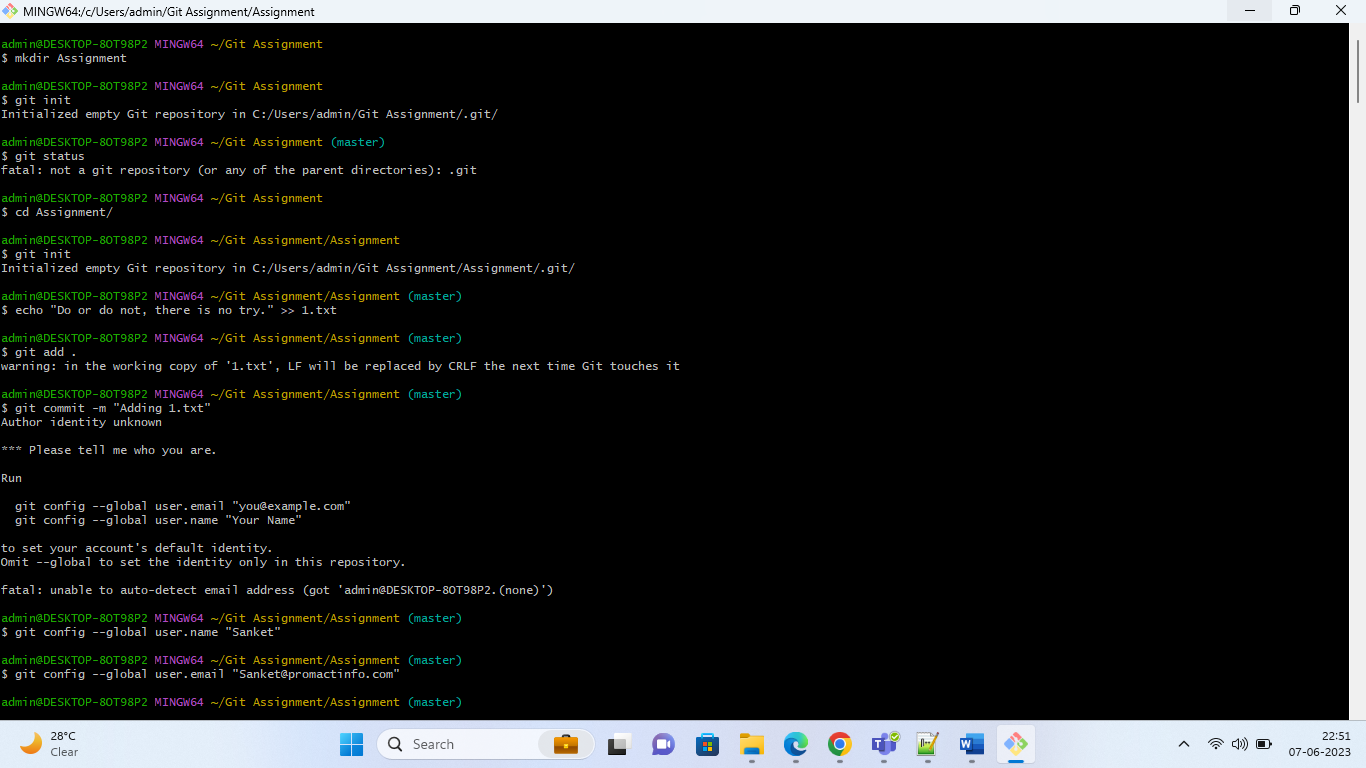 MINGW64:/c/Users/admin/Git Assignment/Assignment
admin@DESKTOP-8OT98P2 MINGW64 ~/Git Assignment
$ mkdir Assignment
admin@DESKTOP-8OT98P2 MINGW64 ~/Git Assignment
$ git init
Initialized empty Git repository in C:/Users/admin/Git Assignment/.git/
admin@DESKTOP-8OT98P2 MINGW64 ~/Git Assignment (master)
$ git status
fatal: not a git repository (or any of the parent directories): .git
admin@DESKTOP-8OT98P2 MINGW64 ~/Git Assignment
$ cd Assignment/
admin@DESKTOP-8OT98P2 MINGW64 ~/Git Assignment/Assignment
$ git init
Initialized empty Git repository in C:/Users/admin/Git Assignment/Assignment/.git/
admin@DESKTOP-8OT98P2 MINGW64 ~/Git Assignment/Assignment (master)
$ echo "Do or do not, there is no try." >> 1.txt
admin@DESKTOP-8OT98P2 MINGW64 ~/Git Assignment/Assignment (master)
$ git add .
warning: in the working copy of '1.txt', LF will be replaced by CRLF the next time Git touches it
admin@DESKTOP-8OT98P2 MINGW64 ~/Git Assignment/Assignment (master)
$ git commit -m "Adding 1.txt"
Author identity unknown
*** Please tell me who you are.
Run
git config --global user.email "you@example.com"
git config --global user.name "Your Name"
to set your account's default identity.
Omit --global to set the identity only in this repository.
fatal: unable to auto-detect email address (got 'admin@DESKTOP-8OT98P2.(none)')
admin@DESKTOP-8OT98P2 MINGW64 ~/Git Assignment/Assignment (master)
$ git config --global user.name "Sanket"
admin@DESKTOP-8OT98P2 MINGW64 ~/Git Assignment/Assignment (master)
$ git config --global user.email "Sanket@promactinfo.com"
admin@DESKTOP-8OT98P2 MINGW64 ~/Git Assignment/Assignment (master)
28°C
Clear
Search
22:51
07-06-2023